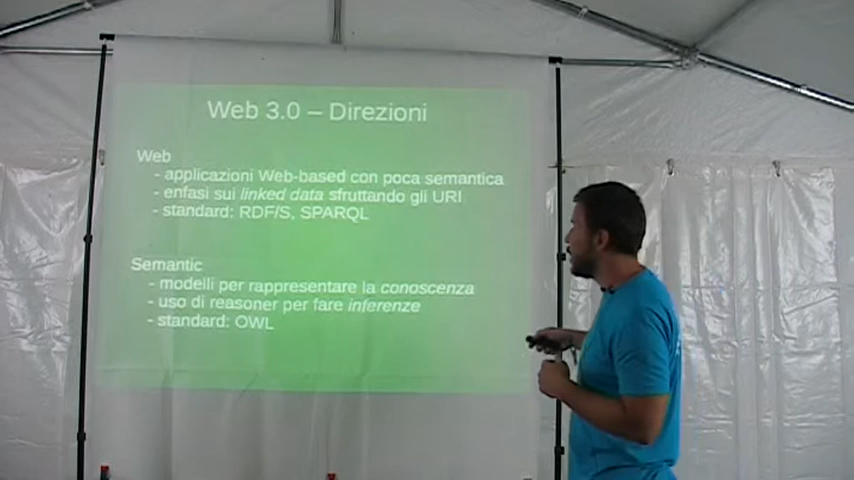 Web 3.0 – Direzioni
Web
- applicazioni Web-based con poca semantica
- enfasi sui linked data sfruttando gli URI
- standard: RDF/S, SPARQL
Semantic
- modelli per rappresentare la conoscenza
- uso di reasoner per fare inferenze
- standard: OWL